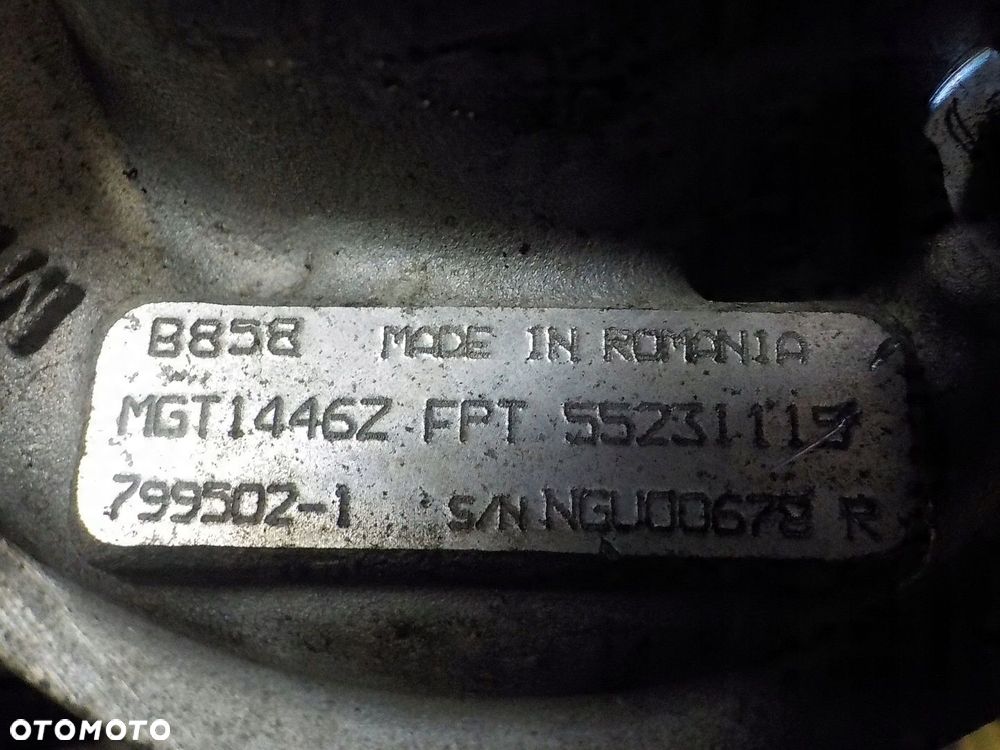 B858 MADE IN ROMANIA
MGT1446Z FPT 55231119
799502-1 S/N NGU00678 R
OTOMOTO